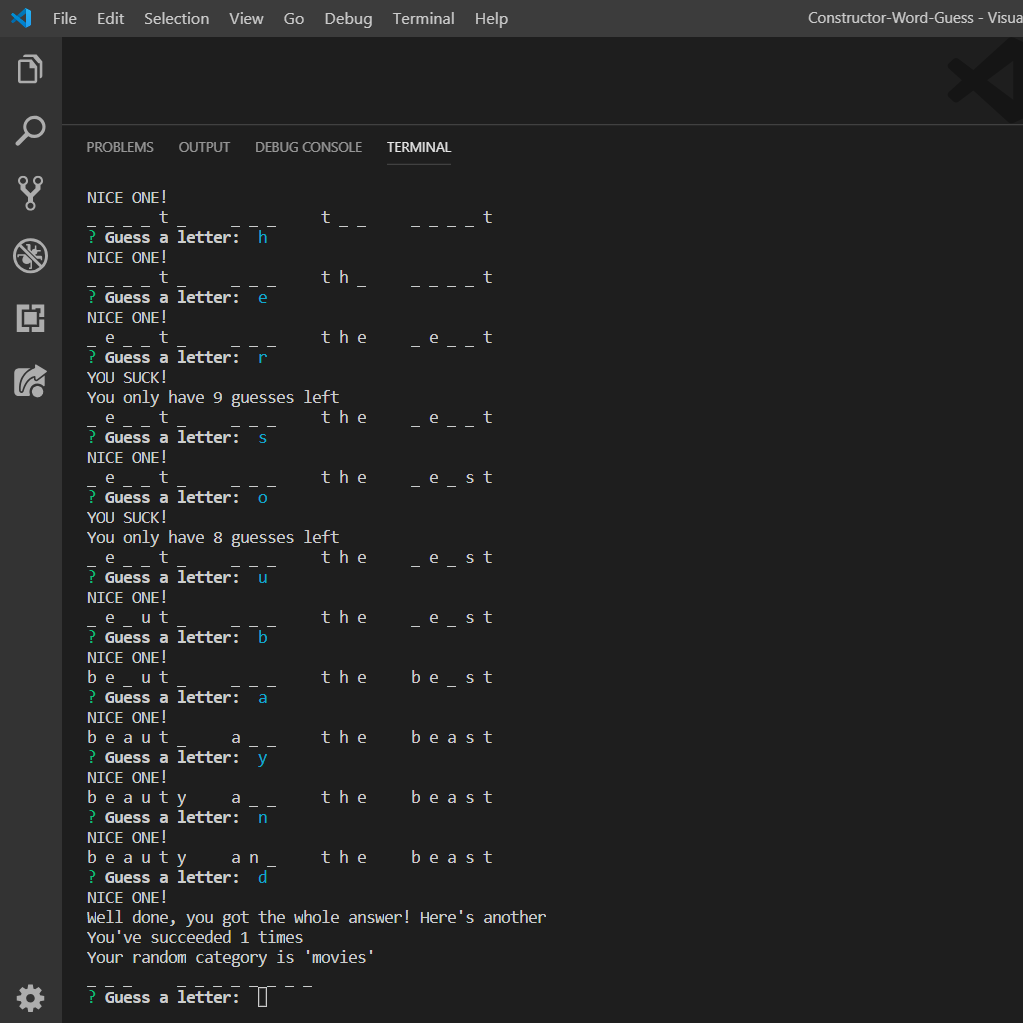 File Edit Selection View Go Debug Terminal Help Constructor-Word-Guess - Visua
PROBLEMS OUTPUT DEBUG CONSOLE TERMINAL
NICE ONE!
_ _ _ _ t _ _ _ _ t _ _ _ _ _ _ t
? Guess a letter: h
NICE ONE!
_ _ _ _ t _ _ _ _ t h _ _ _ _ _ t
? Guess a letter: e
NICE ONE!
_ e _ _ t _ _ _ _ t h e _ e _ _ t
? Guess a letter: r
YOU SUCK!
You only have 9 guesses left
_ e _ _ t _ _ _ _ t h e _ e _ _ t
? Guess a letter: s
NICE ONE!
_ e _ _ t _ _ _ _ t h e _ e _ s t
? Guess a letter: o
YOU SUCK!
You only have 8 guesses left
_ e _ _ t _ _ _ _ t h e _ e _ s t
? Guess a letter: u
NICE ONE!
_ e _ u t _ _ _ _ t h e _ e _ s t
? Guess a letter: b
NICE ONE!
b e _ u t _ _ _ _ t h e b e _ s t
? Guess a letter: a
NICE ONE!
b e a u t _ a _ _ t h e b e a s t
? Guess a letter: y
NICE ONE!
b e a u t y a _ _ t h e b e a s t
? Guess a letter: n
NICE ONE!
b e a u t y a n _ t h e b e a s t
? Guess a letter: d
NICE ONE!
Well done, you got the whole answer! Here's another
You've succeeded 1 times
Your random category is 'movies'
_ _ _ _ _ _ _ _ _ _ _
? Guess a letter: